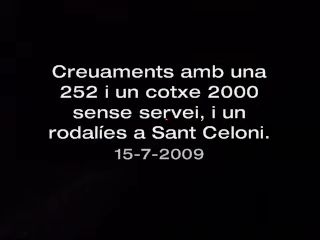 Creuaments amb una
252 i un cotxe 2000
sense servei, i un
rodalíes a Sant Celoni.
15-7-2009